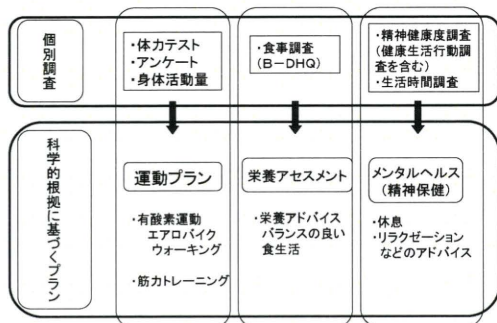 個別調査
・体力テスト
・アンケート
・身体活動量
・食事調査
(B－DHQ)
・精神健康度調査
(健康生活行動調
査を含む)
・生活時間調査
科学的根拠に基づくプラン
運動プラン
・有酸素運動
エアロバイク
ウォーキング
・筋力トレーニング
栄養アセスメント
・栄養アドバイス
バランスの良い
食生活
メンタルヘルス
(精神保健)
・休息
・リラクゼーション
などのアドバイス